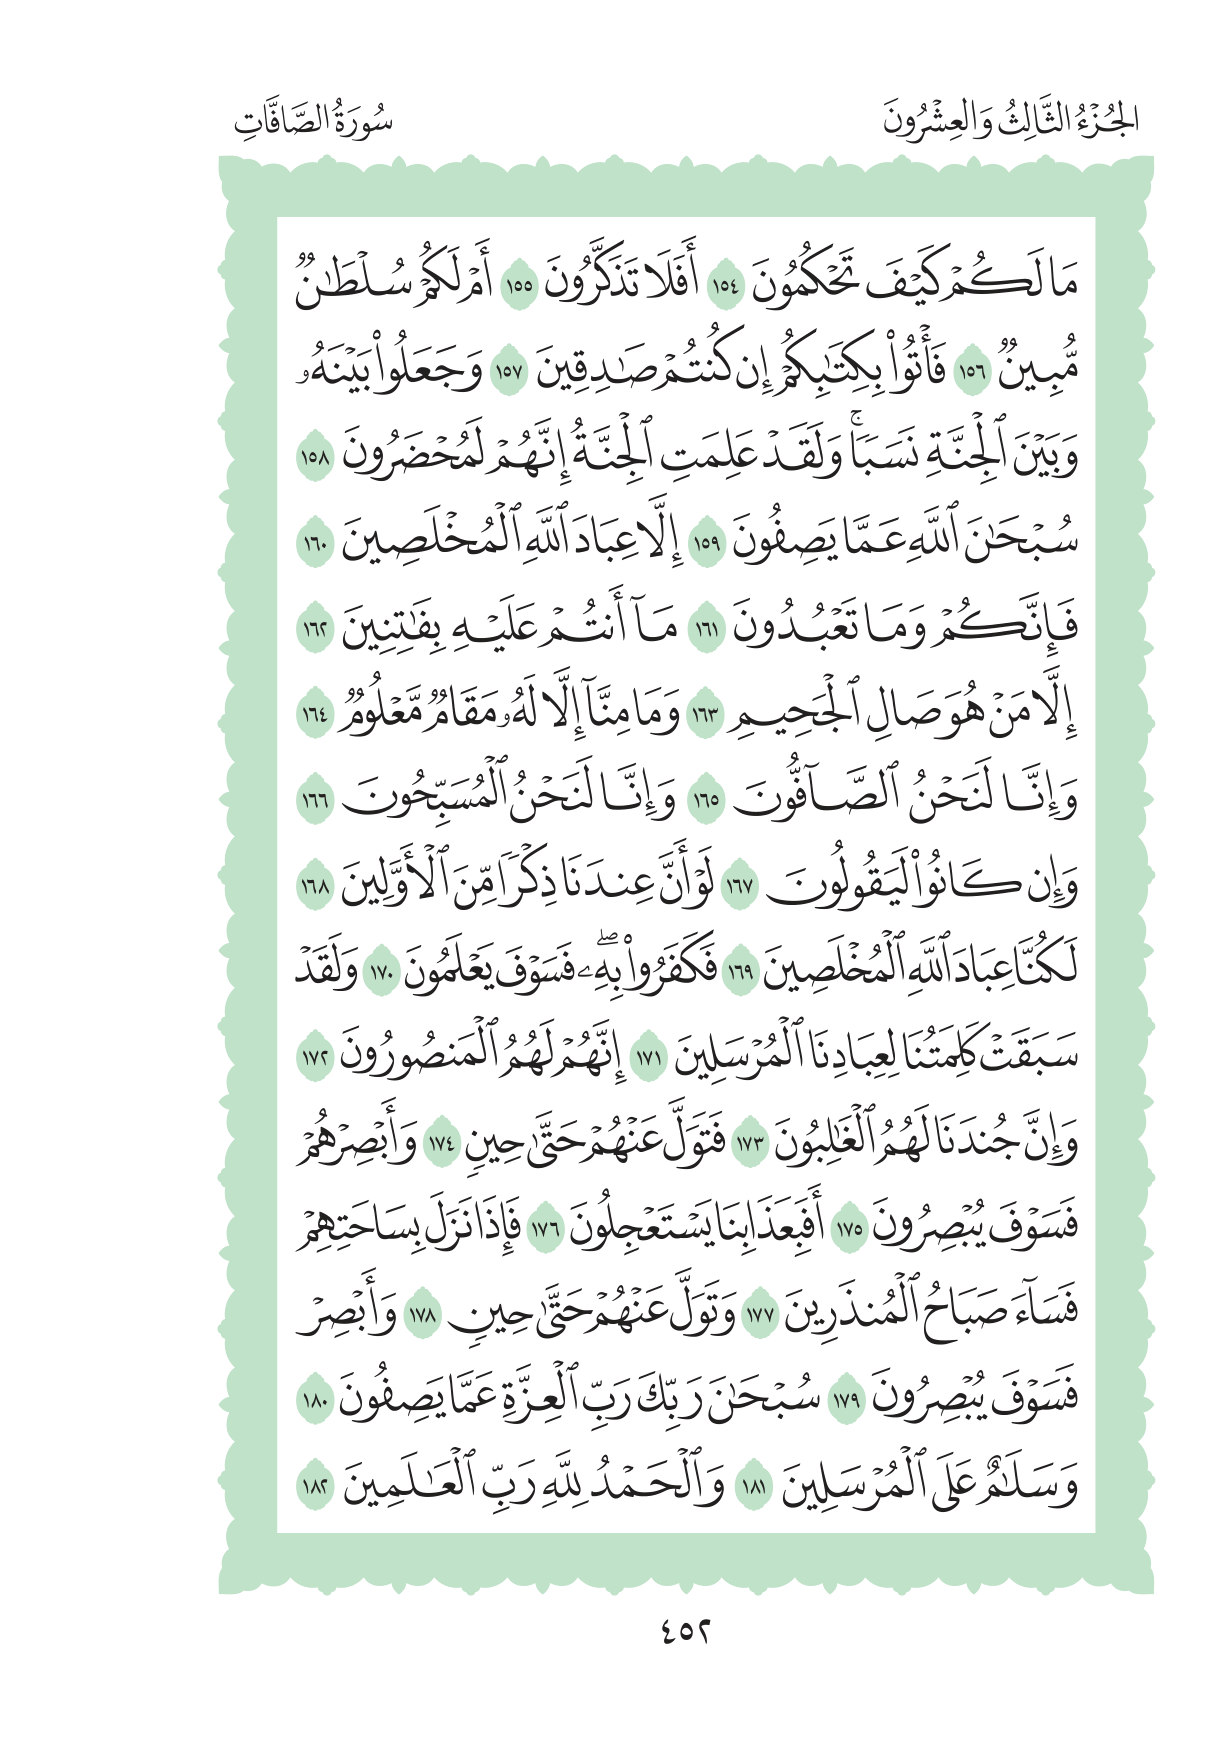 الجُزْءُ الثَّالِثُ وَالعِشْرُونَ
سُورَةُ الصَّافَّاتِ
مَا لَكُمْ كَيْفَ تَحْكُمُونَ ١٥٤ أَفَلَا تَذَكَّرُونَ ١٥٥ أَمْ لَكُمْ سُلْطَٰنٌ
مُّبِينٌ ١٥٦ فَأْتُوا۟ بِكِتَٰبِكُمْ إِن كُنتُمْ صَٰدِقِينَ ١٥٧ وَجَعَلُوا۟ بَيْنَهُۥ
وَبَيْنَ ٱلْجِنَّةِ نَسَبًا ۚ وَلَقَدْ عَلِمَتِ ٱلْجِنَّةُ إِنَّهُمْ لَمُحْضَرُونَ ١٥٨
سُبْحَٰنَ ٱللَّهِ عَمَّا يَصِفُونَ ١٥٩ إِلَّا عِبَادَ ٱللَّهِ ٱلْمُخْلَصِينَ ١٦٠
فَإِنَّكُمْ وَمَا تَعْبُدُونَ ١٦١ مَآ أَنتُمْ عَلَيْهِ بِفَٰتِنِينَ ١٦٢
إِلَّا مَنْ هُوَ صَالِ ٱلْجَحِيمِ ١٦٣ وَمَا مِنَّآ إِلَّا لَهُۥ مَقَامٌ مَّعْلُومٌ ١٦٤
وَإِنَّا لَنَحْنُ ٱلصَّآفُّونَ ١٦٥ وَإِنَّا لَنَحْنُ ٱلْمُسَبِّحُونَ ١٦٦
وَإِن كَانُوا۟ لَيَقُولُونَ ١٦٧ لَوْ أَنَّ عِندَنَا ذِكْرًا مِّنَ ٱلْأَوَّلِينَ ١٦٨
لَكُنَّا عِبَادَ ٱللَّهِ ٱلْمُخْلَصِينَ ١٦٩ فَكَفَرُوا۟ بِهِۦ ۖ فَسَوْفَ يَعْلَمُونَ ١٧٠ وَلَقَدْ
سَبَقَتْ كَلِمَتُنَا لِعِبَادِنَا ٱلْمُرْسَلِينَ ١٧١ إِنَّهُمْ لَهُمُ ٱلْمَنصُورُونَ ١٧٢
وَإِنَّ جُندَنَا لَهُمُ ٱلْغَٰلِبُونَ ١٧٣ فَتَوَلَّ عَنْهُمْ حَتَّىٰ حِينٍ ١٧٤ وَأَبْصِرْهُمْ
فَسَوْفَ يُبْصِرُونَ ١٧٥ أَفَبِعَذَابِنَا يَسْتَعْجِلُونَ ١٧٦ فَإِذَا نَزَلَ بِسَاحَتِهِمْ
فَسَآءَ صَبَاحُ ٱلْمُنذَرِينَ ١٧٧ وَتَوَلَّ عَنْهُمْ حَتَّىٰ حِينٍ ١٧٨ وَأَبْصِرْ
فَسَوْفَ يُبْصِرُونَ ١٧٩ سُبْحَٰنَ رَبِّكَ رَبِّ ٱلْعِزَّةِ عَمَّا يَصِفُونَ ١٨٠
وَسَلَٰمٌ عَلَى ٱلْمُرْسَلِينَ ١٨١ وَٱلْحَمْدُ لِلَّهِ رَبِّ ٱلْعَٰلَمِينَ ١٨٢
٤٥٢